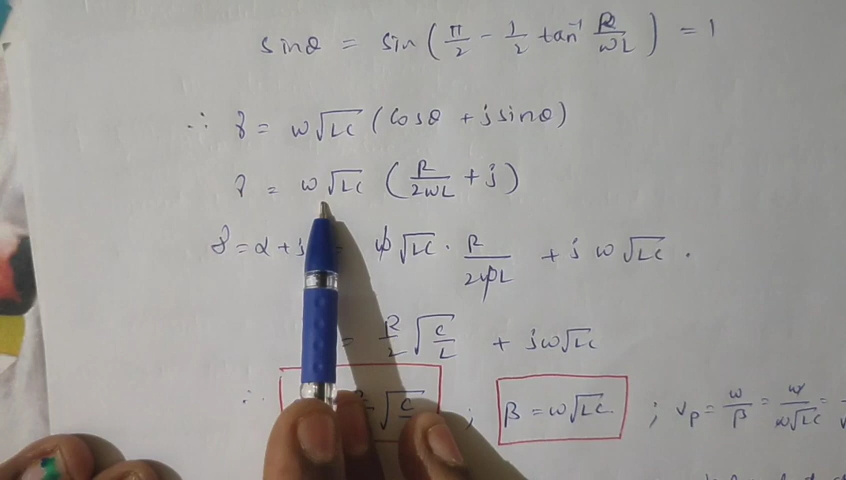 sinθ = sin(π/2 - 1/2 tan⁻¹ R/ωL) = 1
∴ γ = ω√LC (cosθ + j sinθ)
γ = ω√LC (R/2ωL + j)
γ = α + j = ω√LC · R/2ωL + j ω√LC .
= R/2 √C/L + jω√LC
∴ √C ; β = ω√LC. ; Vp = ω/β = ω/ω√LC =